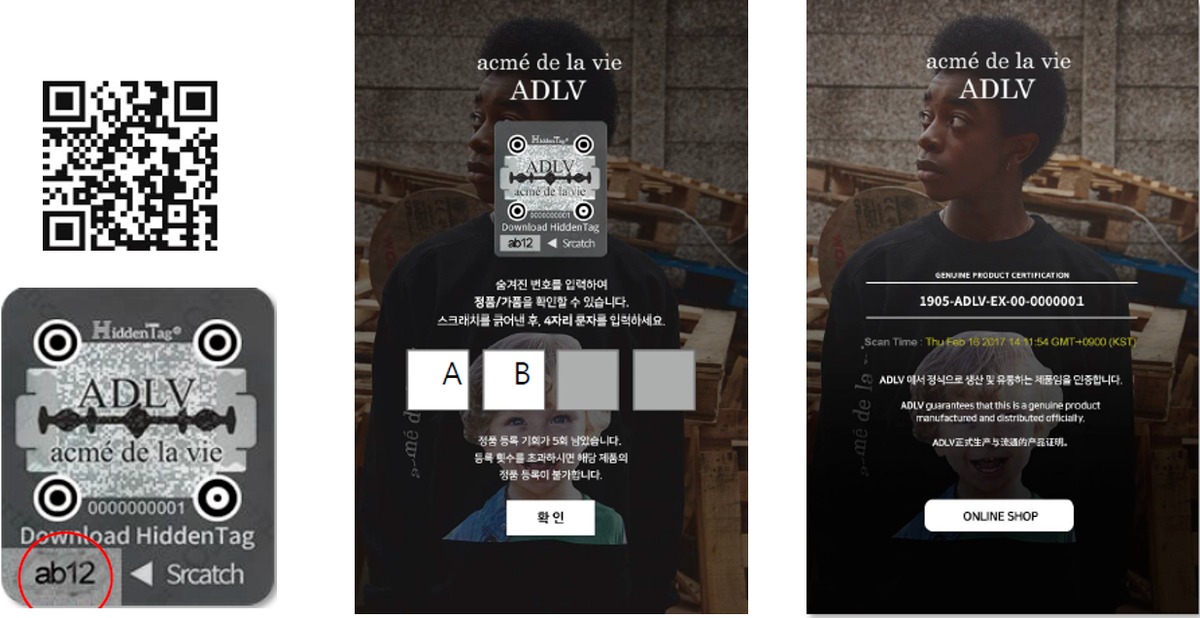 HiddenTag®
ADLV
acmé de la vie
0000000001
Download HiddenTag
ab12 ◀ Srcatch
acmé de la vie
ADLV
HiddenTag®
ADLV
acmé de la vie
0000000001
Download HiddenTag
ab12 ◀ Srcatch
숨겨진 번호를 입력하여
정품/가품을 확인할 수 있습니다.
스크래치를 긁어낸 후, 4자리 문자를 입력하세요.
A B
정품 등록 기회가 5회 남았습니다.
등록 횟수를 초과하시면 해당 제품의
정품 등록이 불가합니다.
확인
acmé de la vie
ADLV
GENUINE PRODUCT CERTIFICATION
1905-ADLV-EX-00-0000001
Scan Time : Thu Feb 16 2017 14:11:54 GMT+0900 (KST)
ADLV 에서 정식으로 생산 및 유통하는 제품임을 인증합니다.
ADLV guarantees that this is a genuine product
manufactured and distributed officially.
ADLV正式生产与流通的产品证明。
ONLINE SHOP